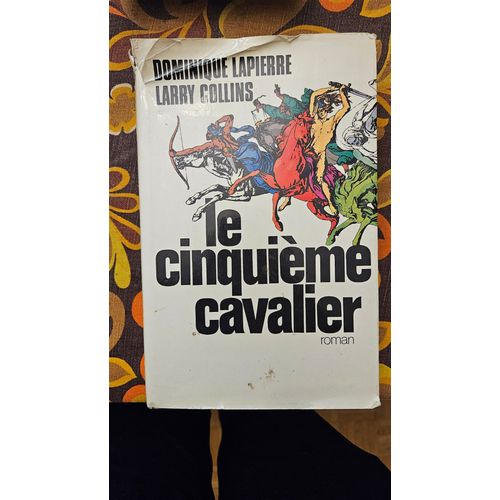 DOMINIQUE LAPIERRE
LARRY COLLINS
le
cinquième
cavalier
roman